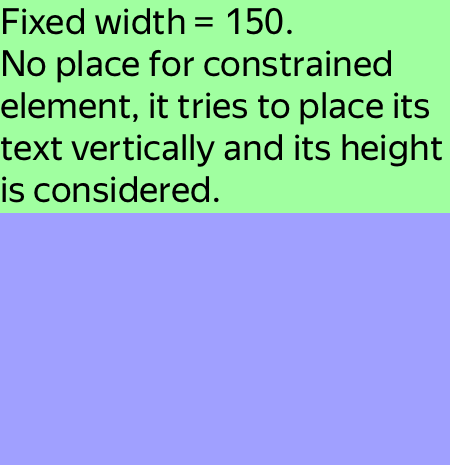 Fixed width = 150.
No place for constrained
element, it tries to place its
text vertically and its height
is considered.